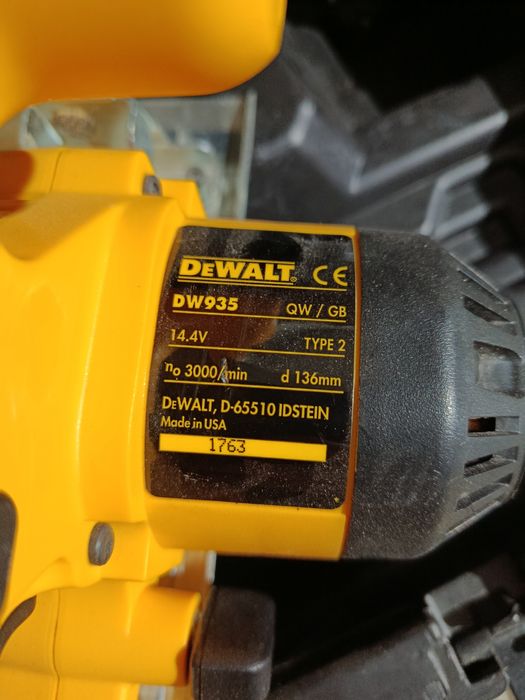 DEWALT® CE
DW935 QW / GB
14.4V TYPE 2
no 3000/min d 136mm
DEWALT, D-65510 IDSTEIN
Made in USA
1763